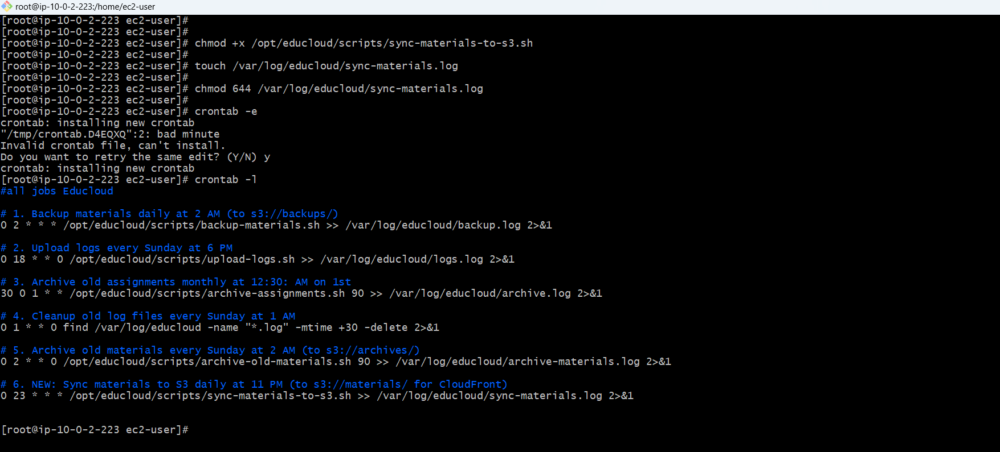 root@ip-10-0-2-223:/home/ec2-user
[root@ip-10-0-2-223 ec2-user]#
[root@ip-10-0-2-223 ec2-user]#
[root@ip-10-0-2-223 ec2-user]# chmod +x /opt/educloud/scripts/sync-materials-to-s3.sh
[root@ip-10-0-2-223 ec2-user]#
[root@ip-10-0-2-223 ec2-user]# touch /var/log/educloud/sync-materials.log
[root@ip-10-0-2-223 ec2-user]#
[root@ip-10-0-2-223 ec2-user]# chmod 644 /var/log/educloud/sync-materials.log
[root@ip-10-0-2-223 ec2-user]#
[root@ip-10-0-2-223 ec2-user]# crontab -e
crontab: installing new crontab
"/tmp/crontab.D4EQXQ":2: bad minute
Invalid crontab file, can't install.
Do you want to retry the same edit? (Y/N) y
crontab: installing new crontab
[root@ip-10-0-2-223 ec2-user]# crontab -l
#all jobs Educloud
# 1. Backup materials daily at 2 AM (to s3://backups/)
0 2 * * * /opt/educloud/scripts/backup-materials.sh >> /var/log/educloud/backup.log 2>&1
# 2. Upload logs every Sunday at 6 PM
0 18 * * 0 /opt/educloud/scripts/upload-logs.sh >> /var/log/educloud/logs.log 2>&1
# 3. Archive old assignments monthly at 12:30: AM on 1st
30 0 1 * * /opt/educloud/scripts/archive-assignments.sh 90 >> /var/log/educloud/archive.log 2>&1
# 4. Cleanup old log files every Sunday at 1 AM
0 1 * * 0 find /var/log/educloud -name "*.log" -mtime +30 -delete 2>&1
# 5. Archive old materials every Sunday at 2 AM (to s3://archives/)
0 2 * * 0 /opt/educloud/scripts/archive-old-materials.sh 90 >> /var/log/educloud/archive-materials.log 2>&1
# 6. NEW: Sync materials to S3 daily at 11 PM (to s3://materials/ for CloudFront)
0 23 * * * /opt/educloud/scripts/sync-materials-to-s3.sh >> /var/log/educloud/sync-materials.log 2>&1
[root@ip-10-0-2-223 ec2-user]#